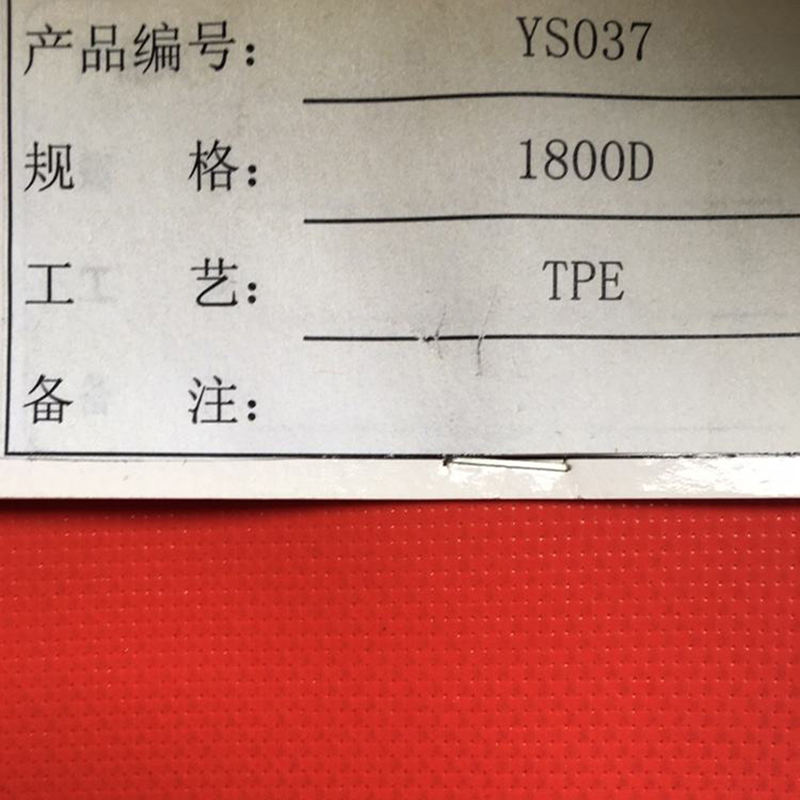 产品编号： YS037
规 格： 1800D
工 艺： TPE
备 注：